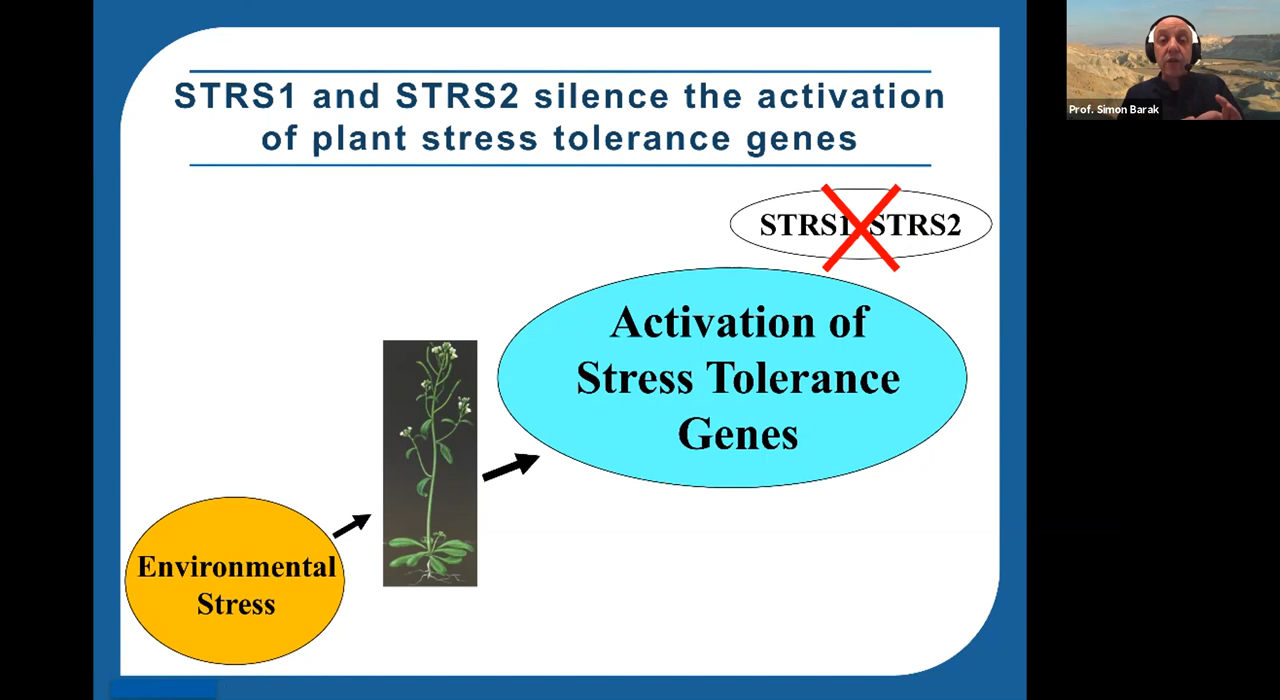 STRS1 and STRS2 silence the activation
of plant stress tolerance genes
STRS1 STRS2
Activation of
Stress Tolerance
Genes
Environmental
Stress
Prof. Simon Barak